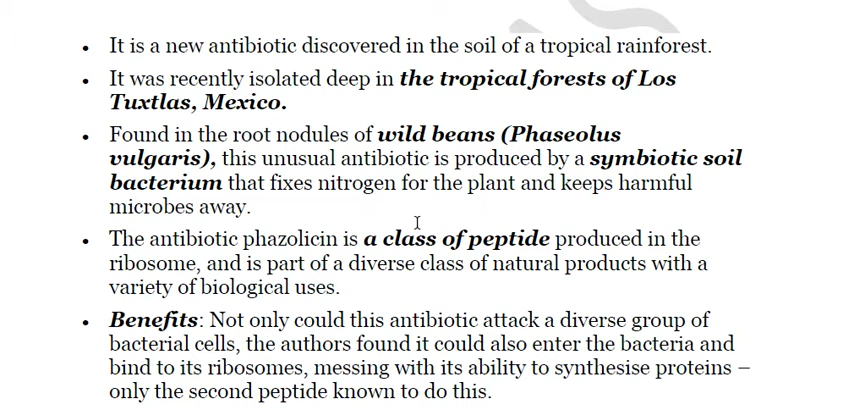 • It is a new antibiotic discovered in the soil of a tropical rainforest.
• It was recently isolated deep in the tropical forests of Los
Tuxtlas, Mexico.
• Found in the root nodules of wild beans (Phaseolus
vulgaris), this unusual antibiotic is produced by a symbiotic soil
bacterium that fixes nitrogen for the plant and keeps harmful
microbes away.
• The antibiotic phazolicin is a class of peptide produced in the
ribosome, and is part of a diverse class of natural products with a
variety of biological uses.
• Benefits: Not only could this antibiotic attack a diverse group of
bacterial cells, the authors found it could also enter the bacteria and
bind to its ribosomes, messing with its ability to synthesise proteins –
only the second peptide known to do this.